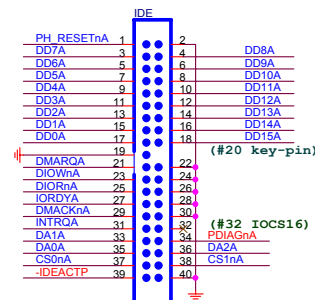 IDE
PH_RESETnA 1 2
DD7A 3 4 DD8A
DD6A 5 6 DD9A
DD5A 7 8 DD10A
DD4A 9 10 DD11A
DD3A 11 12 DD12A
DD2A 13 14 DD13A
DD1A 15 16 DD14A
DD0A 17 18 DD15A
19 (#20 key-pin)
DMARQA 21 22
DIOWnA 23 24
DIORnA 25 26
IORDYA 27 28
DMACKnA 29 30
INTRQA 31 32 (#32 IOCS16)
DA1A 33 34 PDIAGnA
DA0A 35 36 DA2A
CS0nA 37 38 CS1nA
-IDEACTP 39 40